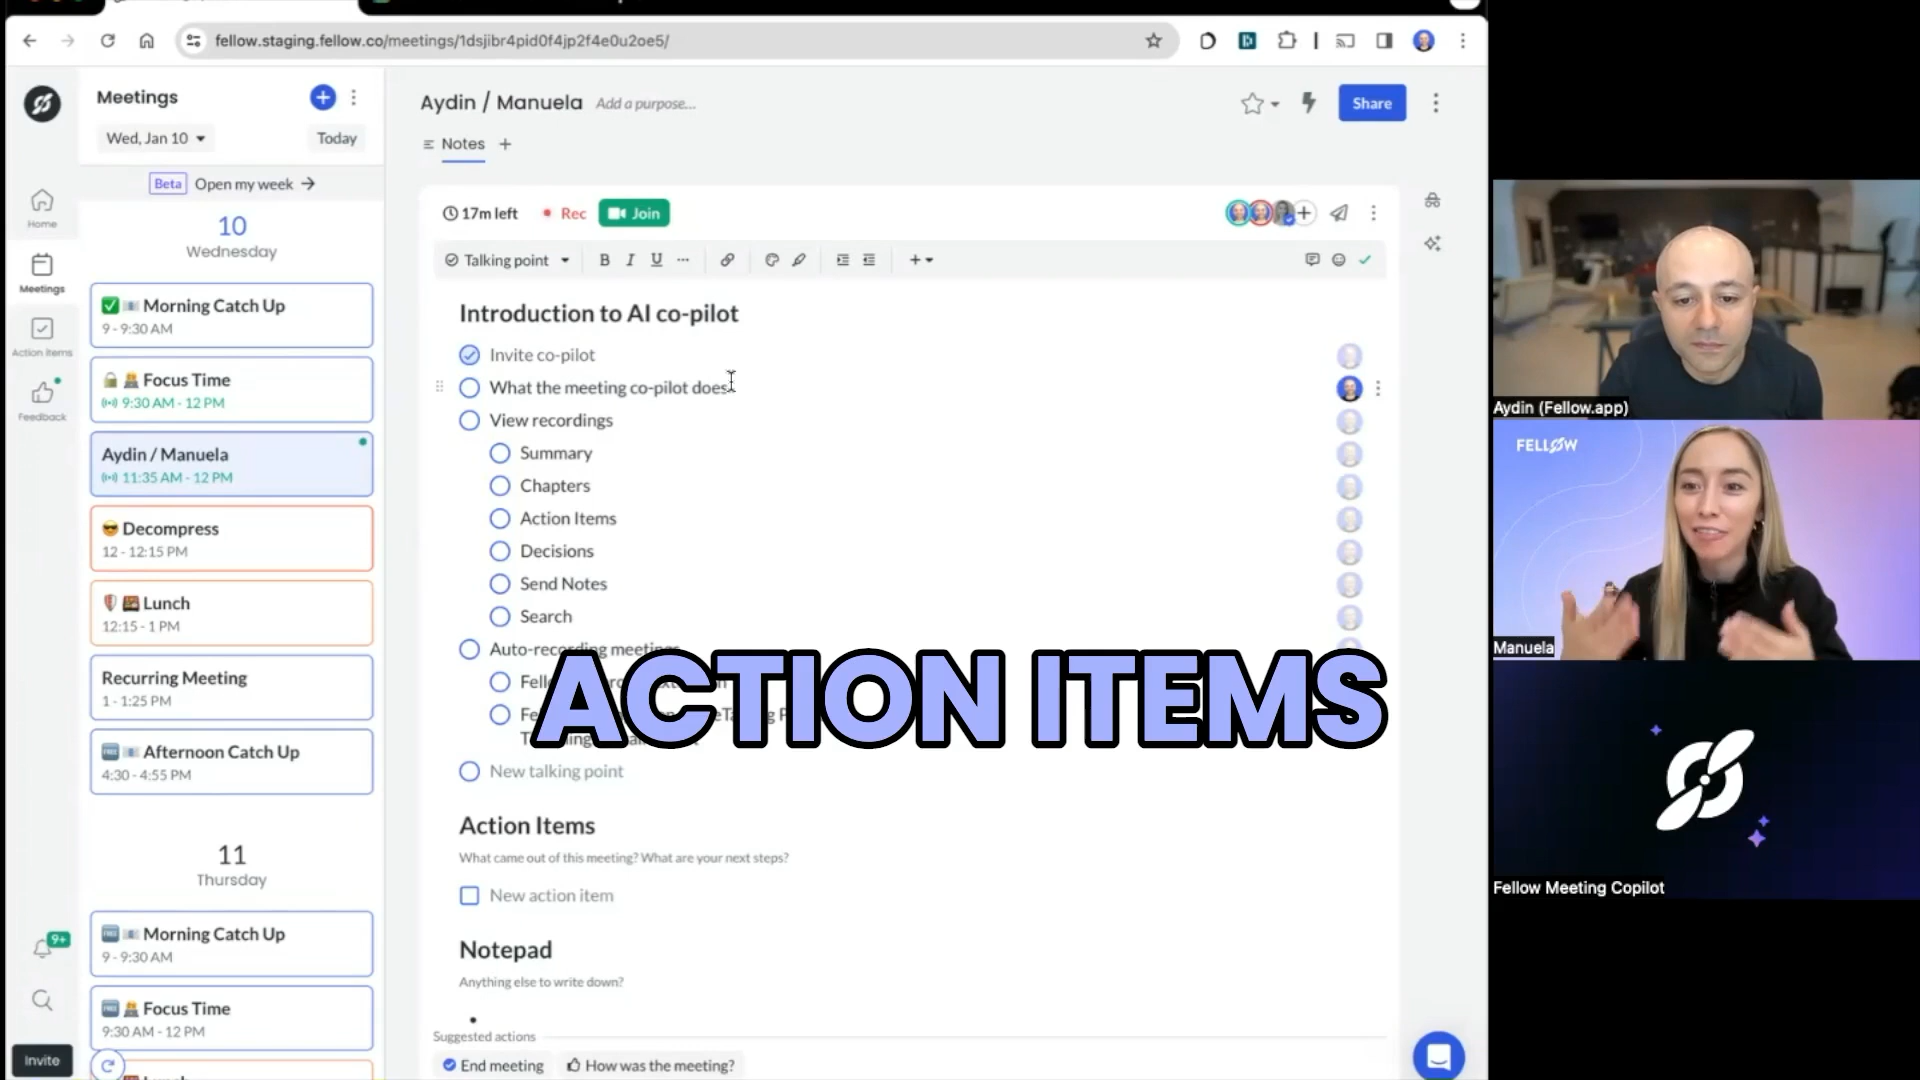 fellow.staging.fellow.co/meetings/1dsjibr4pid0f4jp2f4e0u2oe5/
Meetings
Wed, Jan 10
Today
Beta Open my week
10
Wednesday
Morning Catch Up
9 - 9:30 AM
Focus Time
9:30 AM - 12 PM
Aydin / Manuela
11:35 AM - 12 PM
Decompress
12 - 12:15 PM
Lunch
12:15 - 1 PM
Recurring Meeting
1 - 1:25 PM
Afternoon Catch Up
4:30 - 4:55 PM
11
Thursday
Morning Catch Up
9 - 9:30 AM
Focus Time
9:30 AM - 12 PM
Lunch
Home
Meetings
Action Items
Feedback
9+
Invite
Aydin / Manuela Add a purpose...
Share
Notes
17m left Rec Join
Talking point B I U
Introduction to AI co-pilot
Invite co-pilot
What the meeting co-pilot does
View recordings
Summary
Chapters
Action Items
Decisions
Send Notes
Search
Auto-recording meetings
ACTION ITEMS
New talking point
Action Items
What came out of this meeting? What are your next steps?
New action item
Notepad
Anything else to write down?
Suggested actions
End meeting How was the meeting?
Aydin (Fellow.app)
FELLOW
Manuela
Fellow Meeting Copilot